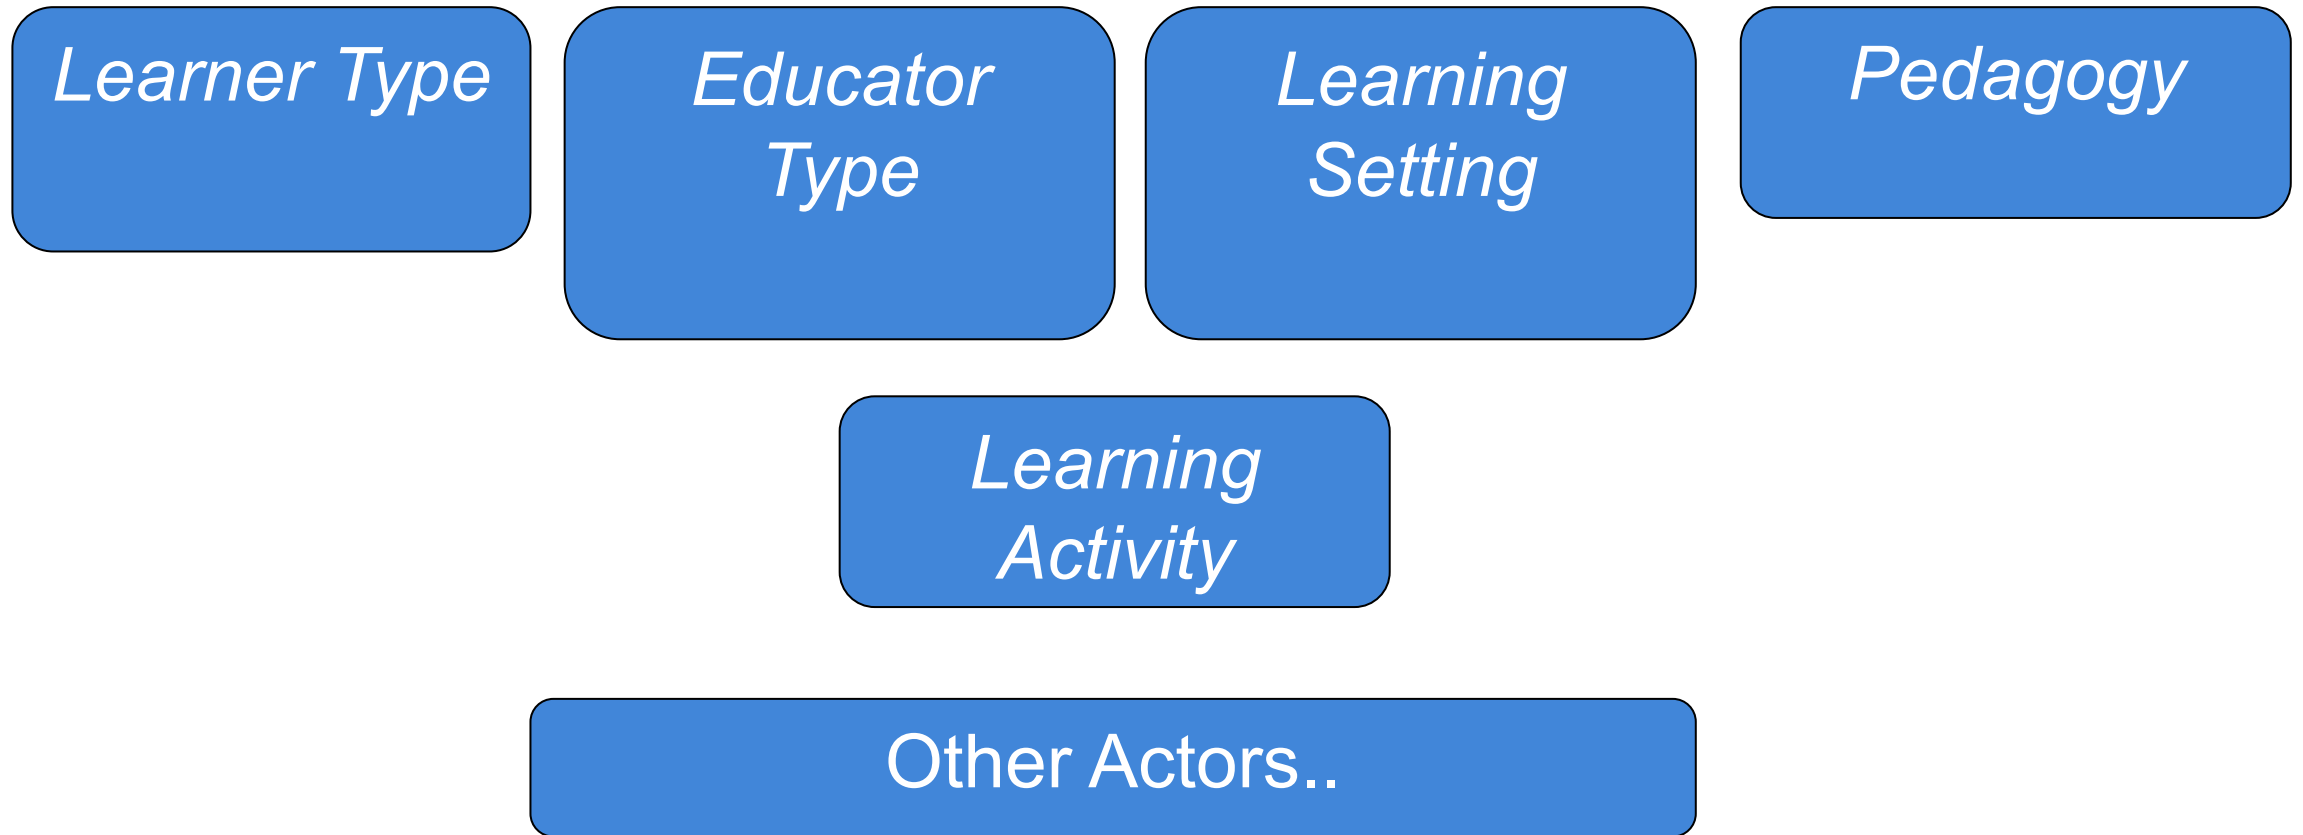 Learner Type
Educator
Type
Learning
Setting
Pedagogy
Learning
Activity
Other Actors..